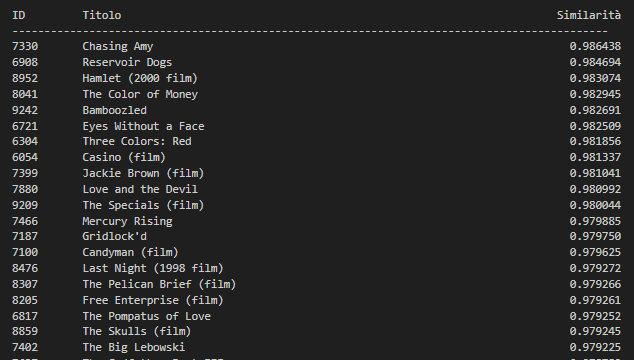 ID Titolo Similarità
--------------------------------------------------------------------------------
7330 Chasing Amy 0.986438
6908 Reservoir Dogs 0.984694
8952 Hamlet (2000 film) 0.983074
8041 The Color of Money 0.982945
9242 Bamboozled 0.982691
6721 Eyes Without a Face 0.982509
6304 Three Colors: Red 0.981856
6054 Casino (film) 0.981337
7399 Jackie Brown (film) 0.981041
7880 Love and the Devil 0.980992
9209 The Specials (film) 0.980044
7466 Mercury Rising 0.979885
7187 Gridlock'd 0.979750
7100 Candyman (film) 0.979625
8476 Last Night (1998 film) 0.979272
8307 The Pelican Brief (film) 0.979266
8205 Free Enterprise (film) 0.979261
6817 The Pompatus of Love 0.979252
8859 The Skulls (film) 0.979245
7402 The Big Lebowski 0.979225